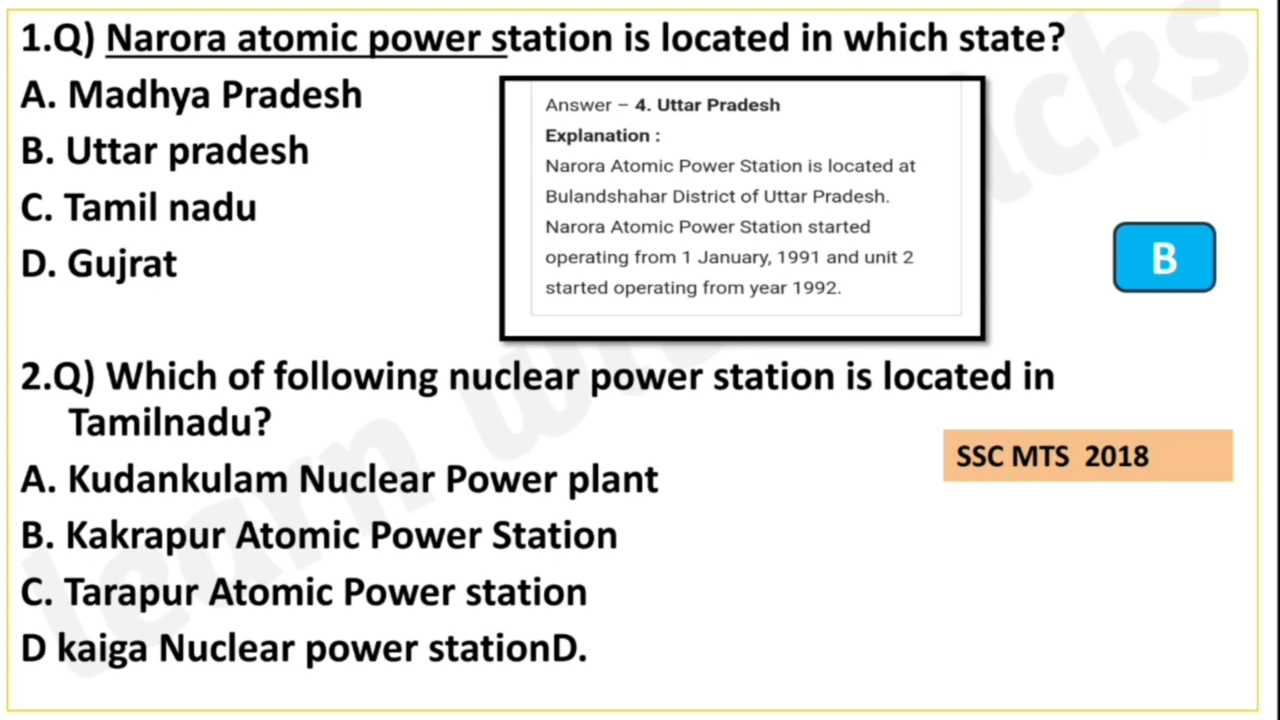 1.Q) Narora atomic power station is located in which state?
A. Madhya Pradesh
B. Uttar pradesh
C. Tamil nadu
D. Gujrat
Answer – 4. Uttar Pradesh
Explanation :
Narora Atomic Power Station is located at
Bulandshahar District of Uttar Pradesh.
Narora Atomic Power Station started
operating from 1 January, 1991 and unit 2
started operating from year 1992.
B
2.Q) Which of following nuclear power station is located in
Tamilnadu?
SSC MTS 2018
A. Kudankulam Nuclear Power plant
B. Kakrapur Atomic Power Station
C. Tarapur Atomic Power station
D kaiga Nuclear power stationD.
learn